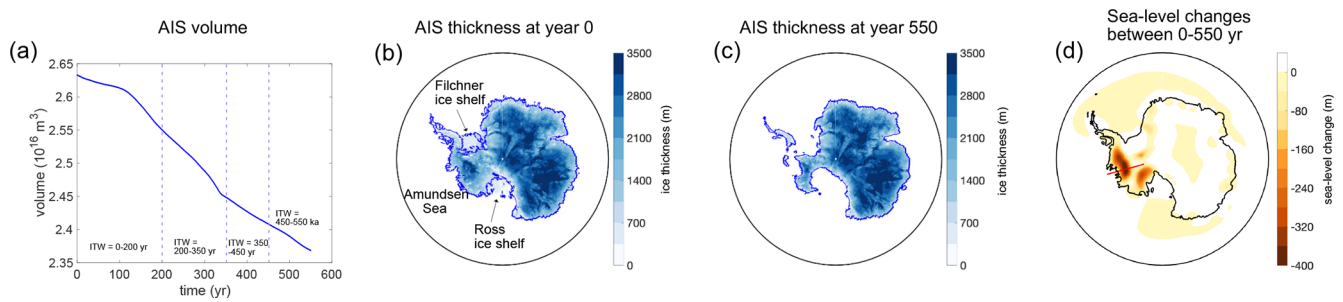 (a)
AIS volume
2.65
2.6
2.55
2.5
2.45
2.4
2.35
volume (10^16 m^3)
ITW = 0-200 yr
ITW =
200-350 yr
ITW = 350
-450 yr
ITW =
450-550 ka
0
100
200
300
400
500
600
time (yr)
(b)
AIS thickness at year 0
Filchner
ice shelf
Amundsen
Sea
Ross
ice shelf
3500
2800
2100
1400
700
0
ice thickness (m)
(c)
AIS thickness at year 550
3500
2800
2100
1400
700
0
ice thickness (m)
(d)
Sea-level changes
between 0-550 yr
0
-80
-160
-240
-320
-400
sea-level change (m)